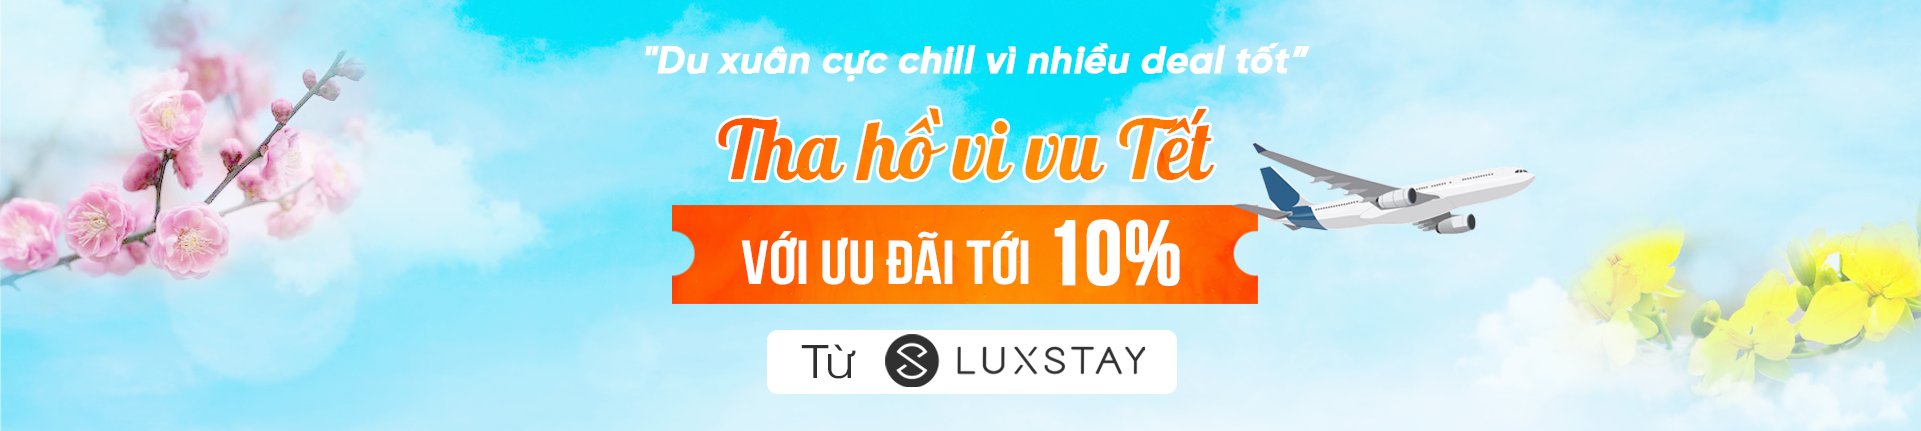 "Du xuân cực chill vì nhiều deal tốt"
Tha hồ vi vu Tết
VỚI ƯU ĐÃI TỚI 10%
Từ LUXSTAY